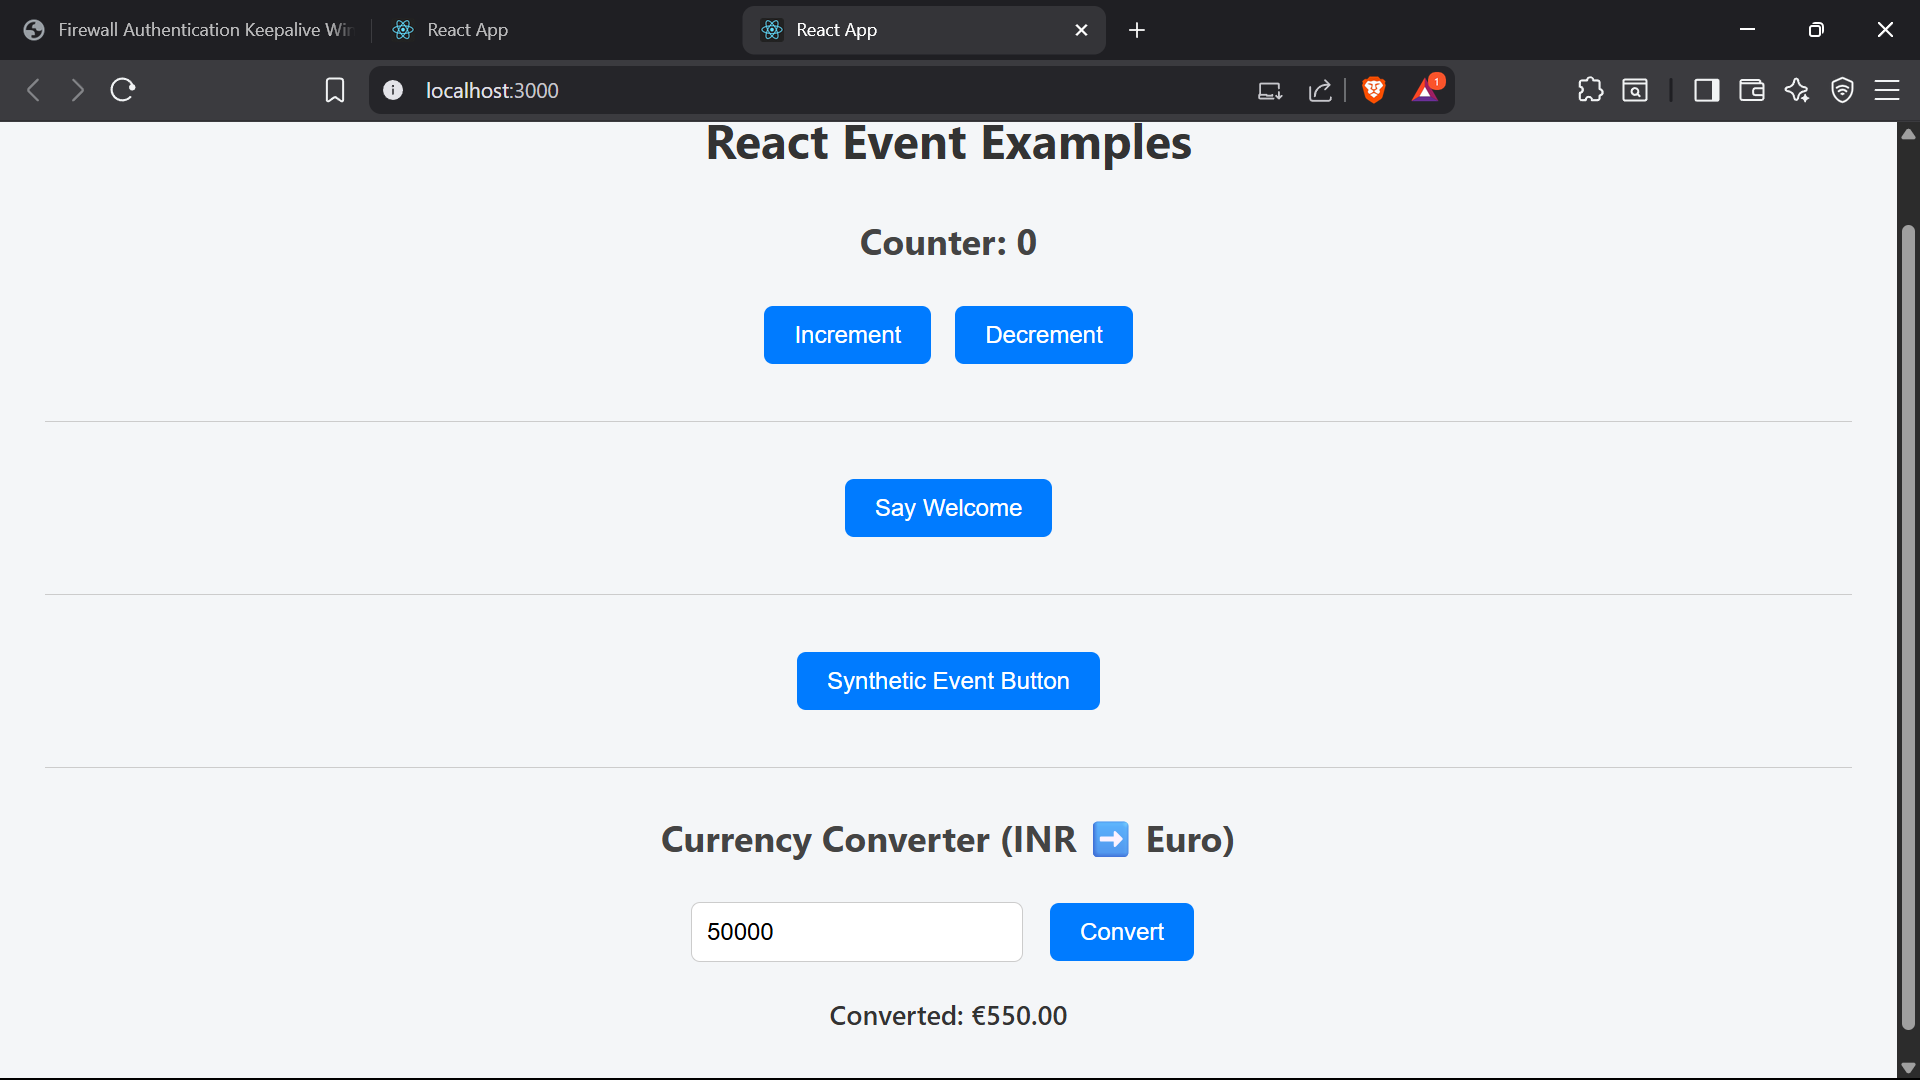 Firewall Authentication Keepalive Wi
React App
React App
localhost:3000
1
React Event Examples
Counter: 0
Increment
Decrement
Say Welcome
Synthetic Event Button
Currency Converter (INR ➡️ Euro)
50000
Convert
Converted: €550.00